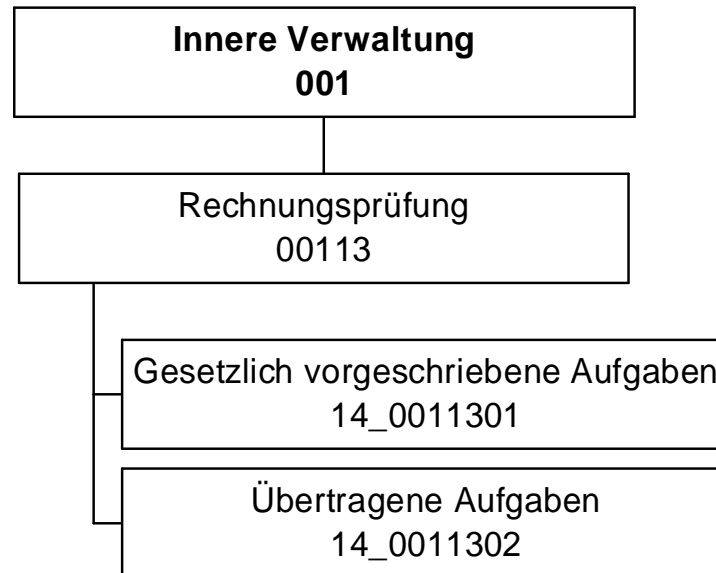 Innere Verwaltung
001
Rechnungsprüfung
00113
Gesetzlich vorgeschriebene Aufgaben
14_0011301
Übertragene Aufgaben
14_0011302